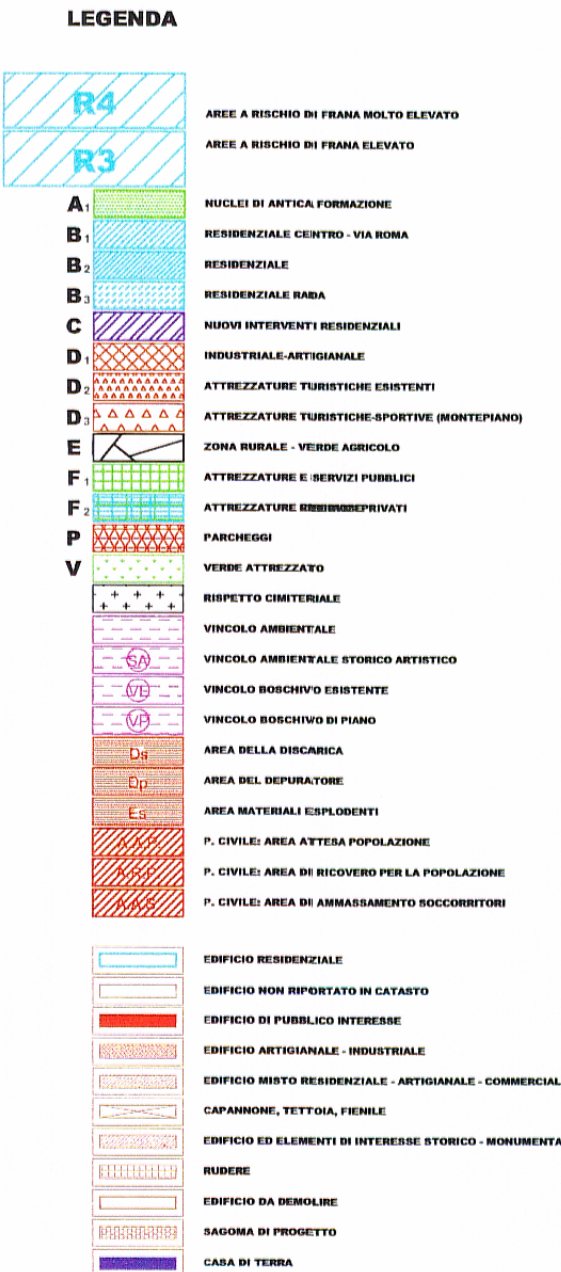 LEGENDA
R4 AREE A RISCHIO DI FRANA MOLTO ELEVATO
R3 AREE A RISCHIO DI FRANA ELEVATO
A1 NUCLEI DI ANTICA FORMAZIONE
B1 RESIDENZIALE CENTRO - VIA ROMA
B2 RESIDENZIALE
B3 RESIDENZIALE RADA
C NUOVI INTERVENTI RESIDENZIALI
D1 INDUSTRIALE-ARTIGIANALE
D2 ATTREZZATURE TURISTICHE ESISTENTI
D3 ATTREZZATURE TURISTICHE-SPORTIVE (MONTEPIANO)
E ZONA RURALE - VERDE AGRICOLO
F1 ATTREZZATURE E SERVIZI PUBBLICI
F2 ATTREZZATURE PRIVATI
P PARCHEGGI
V VERDE ATTREZZATO
RISPETTO CIMITERIALE
VINCOLO AMBIENTALE
SA VINCOLO AMBIENTALE STORICO ARTISTICO
VE VINCOLO BOSCHIVO ESISTENTE
VP VINCOLO BOSCHIVO DI PIANO
Ds AREA DELLA DISCARICA
Dp AREA DEL DEPURATORE
Es AREA MATERIALI ESPLODENTI
A.A.P. P. CIVILE: AREA ATTESA POPOLAZIONE
A.R.P. P. CIVILE: AREA DI RICOVERO PER LA POPOLAZIONE
A.A.S. P. CIVILE: AREA DI AMMASSAMENTO SOCCORRITORI
EDIFICIO RESIDENZIALE
EDIFICIO NON RIPORTATO IN CATASTO
EDIFICIO DI PUBBLICO INTERESSE
EDIFICIO ARTIGIANALE - INDUSTRIALE
EDIFICIO MISTO RESIDENZIALE - ARTIGIANALE - COMMERCIAL
CAPANNONE, TETTOIA, FIENILE
EDIFICIO ED ELEMENTI DI INTERESSE STORICO - MONUMENTA
RUDERE
EDIFICIO DA DEMOLIRE
SAGOMA DI PROGETTO
CASA DI TERRA